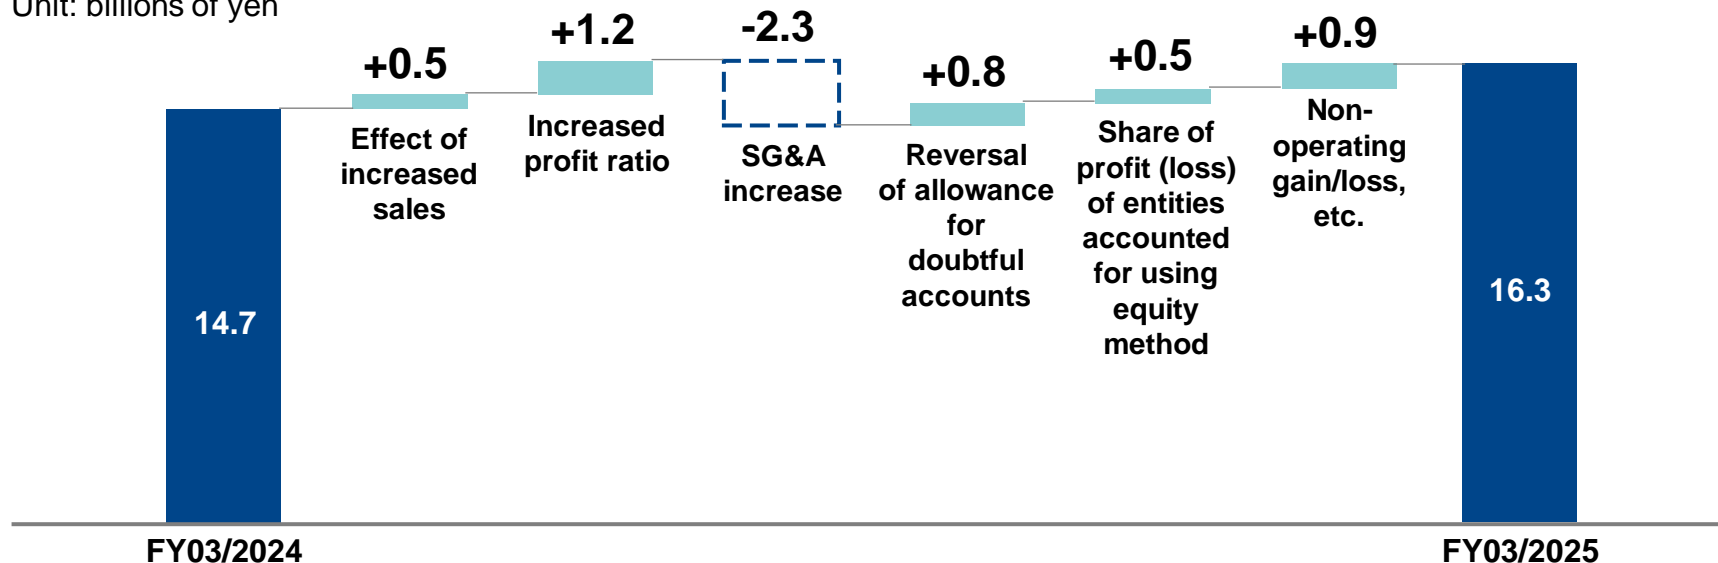 Unit: billions of yen
+0.5
Effect of
increased
sales
+1.2
Increased
profit ratio
-2.3
SG&A
increase
+0.8
Reversal
of allowance
for
doubtful
accounts
+0.5
Share of
profit (loss)
of entities
accounted
for using
equity
method
+0.9
Non-
operating
gain/loss,
etc.
14.7
16.3
FY03/2024
FY03/2025